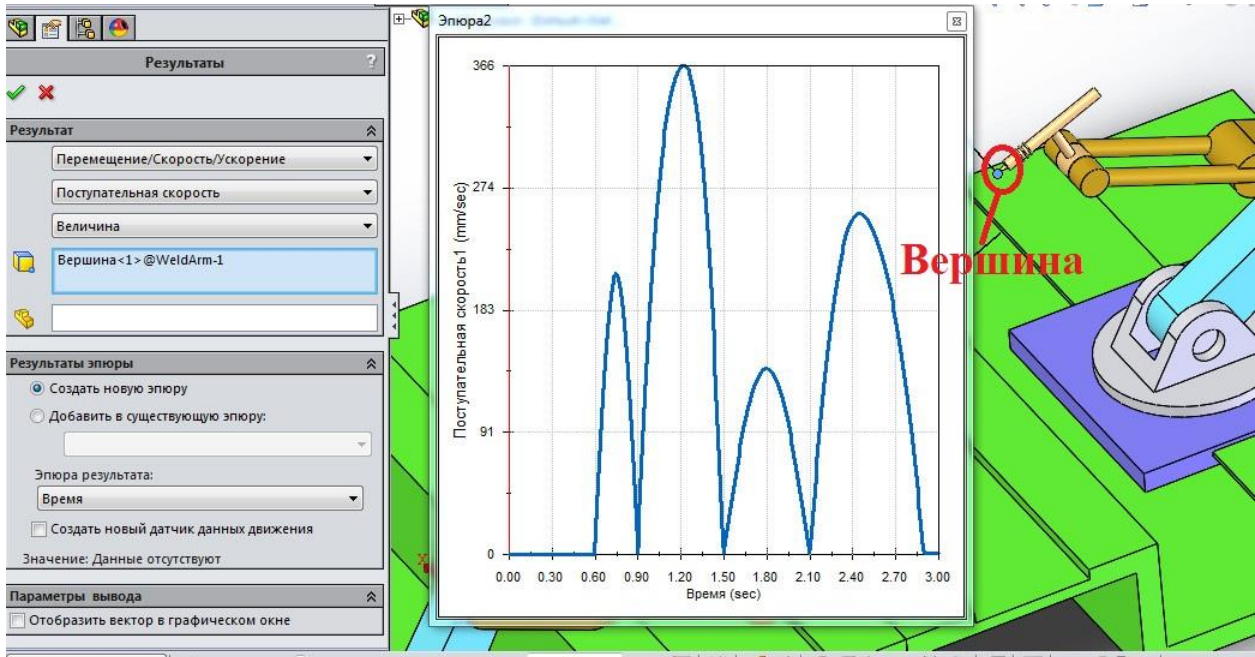 Результаты
?
Результат
Перемещение/Скорость/Ускорение
Поступательная скорость
Величина
Вершина<1>@WeldArm-1
Результаты эпюры
Создать новую эпюру
Добавить в существующую эпюру:
Эпюра результата:
Время
Создать новый датчик данных движения
Значение: Данные отсутствуют
Параметры вывода
Отобразить вектор в графическом окне
Эпюра2
Поступательная скорость1 (mm/sec)
366
274
183
91
0
0.00 0.30 0.60 0.90 1.20 1.50 1.80 2.10 2.40 2.70 3.00
Время (sec)
Вершина